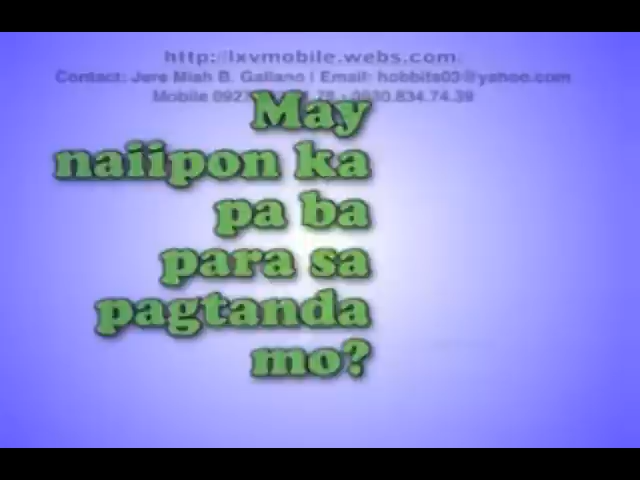 http://lxvmobile.webs.com
Contact: Jere Miah B. Gallano | Email: hobbits03@yahoo.com
Mobile 78 - 0930.834.74.39
May
naiipon ka
pa ba
para sa
pagtanda
mo?